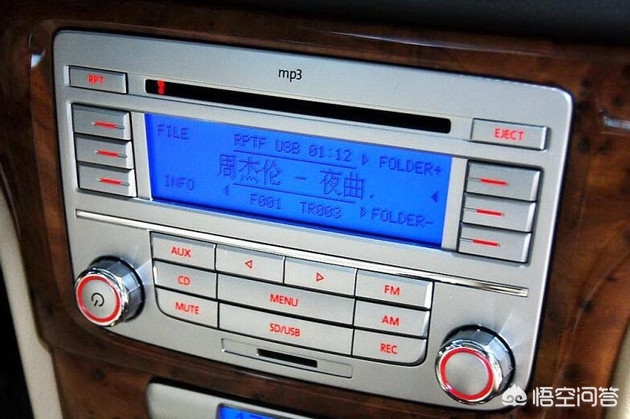 mp3
RPT
EJECT
FILE RPTF USB 01:12 FOLDER+
周杰伦 - 夜曲.
INFO F001 TR003 FOLDER-
AUX
FM
CD
MENU
AM
MUTE
SD/USB
REC
悟空问答